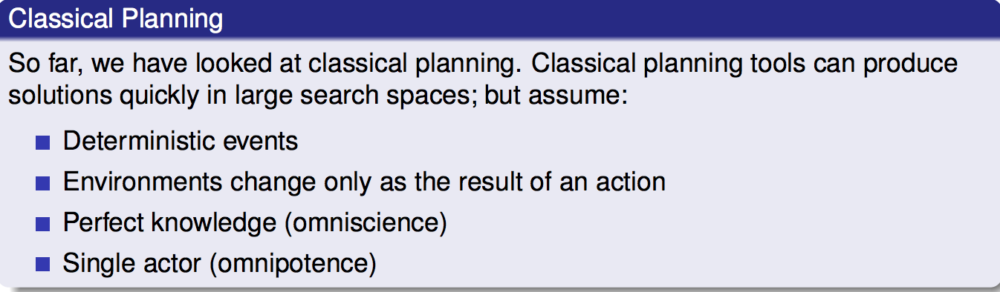 Classical Planning
So far, we have looked at classical planning. Classical planning tools can produce
solutions quickly in large search spaces; but assume:
Deterministic events
Environments change only as the result of an action
Perfect knowledge (omniscience)
Single actor (omnipotence)